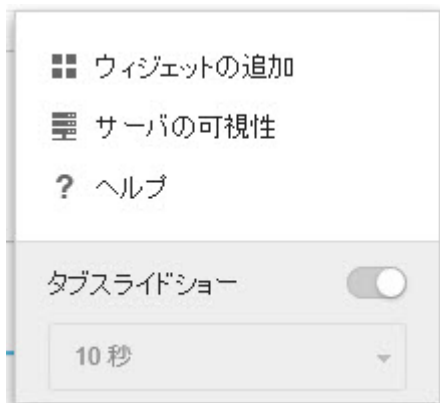 ウィジェットの追加
サーバの可視性
? ヘルプ
タブスライドショー
10 秒